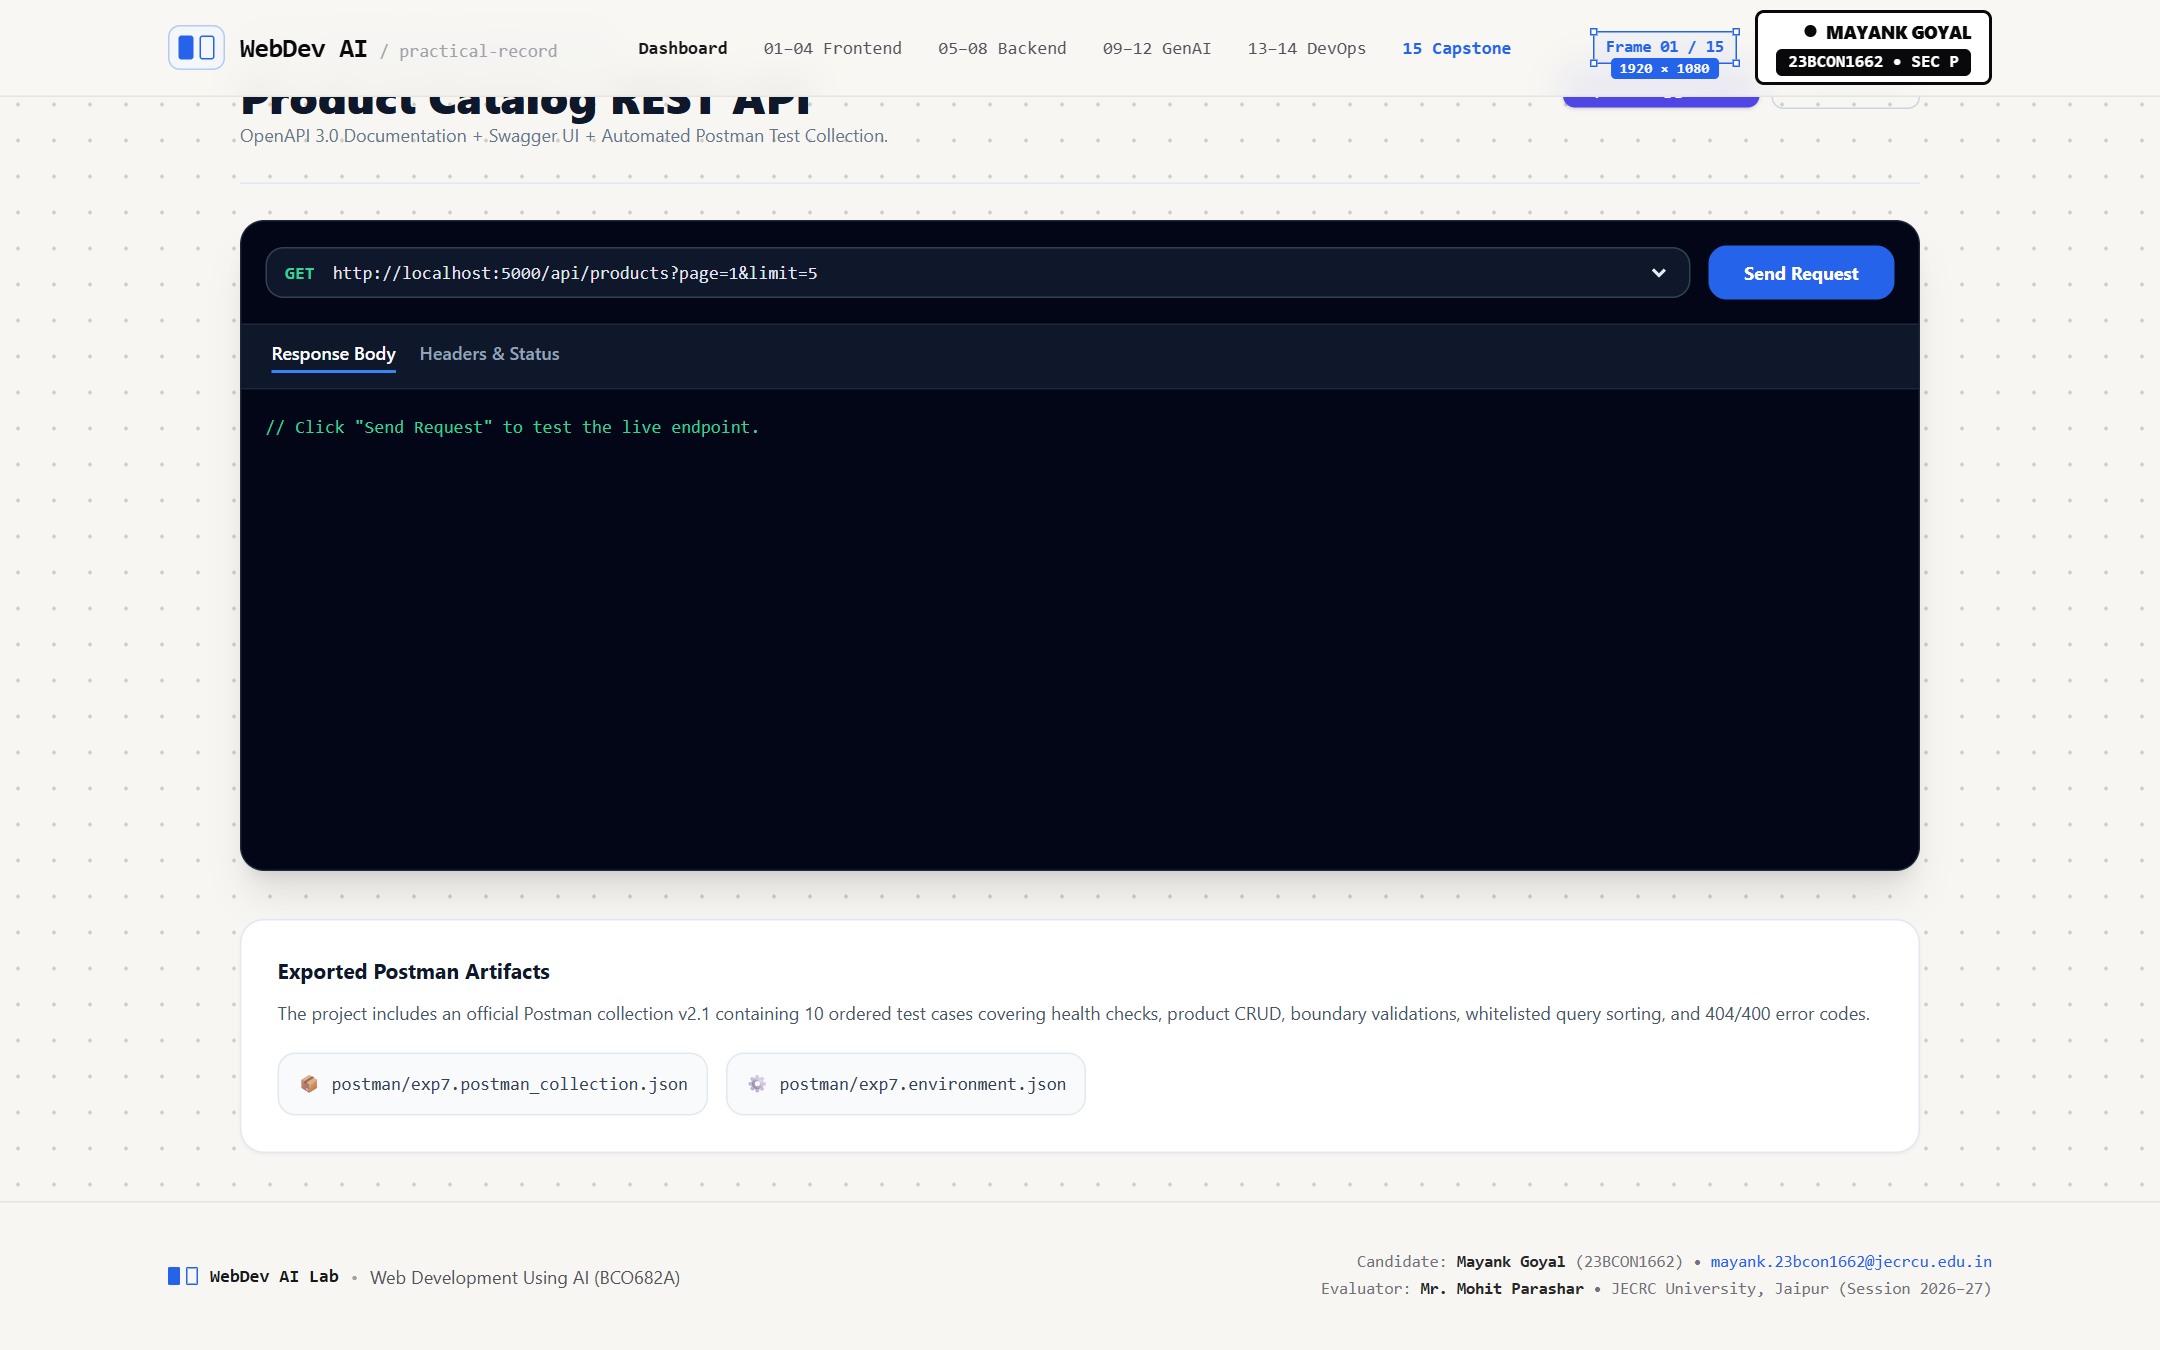 WebDev AI / practical-record
Dashboard 01–04 Frontend 05–08 Backend 09–12 GenAI 13–14 DevOps 15 Capstone
Frame 01 / 15
1920 × 1080
MAYANK GOYAL
23BCON1662 • SEC P
Product Catalog REST API
OpenAPI 3.0 Documentation + Swagger UI + Automated Postman Test Collection.
GET http://localhost:5000/api/products?page=1&limit=5
Send Request
Response Body Headers & Status
// Click "Send Request" to test the live endpoint.
Exported Postman Artifacts
The project includes an official Postman collection v2.1 containing 10 ordered test cases covering health checks, product CRUD, boundary validations, whitelisted query sorting, and 404/400 error codes.
postman/exp7.postman_collection.json
postman/exp7.environment.json
WebDev AI Lab • Web Development Using AI (BCO682A)
Candidate: Mayank Goyal (23BCON1662) • mayank.23bcon1662@jecrcu.edu.in
Evaluator: Mr. Mohit Parashar • JECRC University, Jaipur (Session 2026–27)